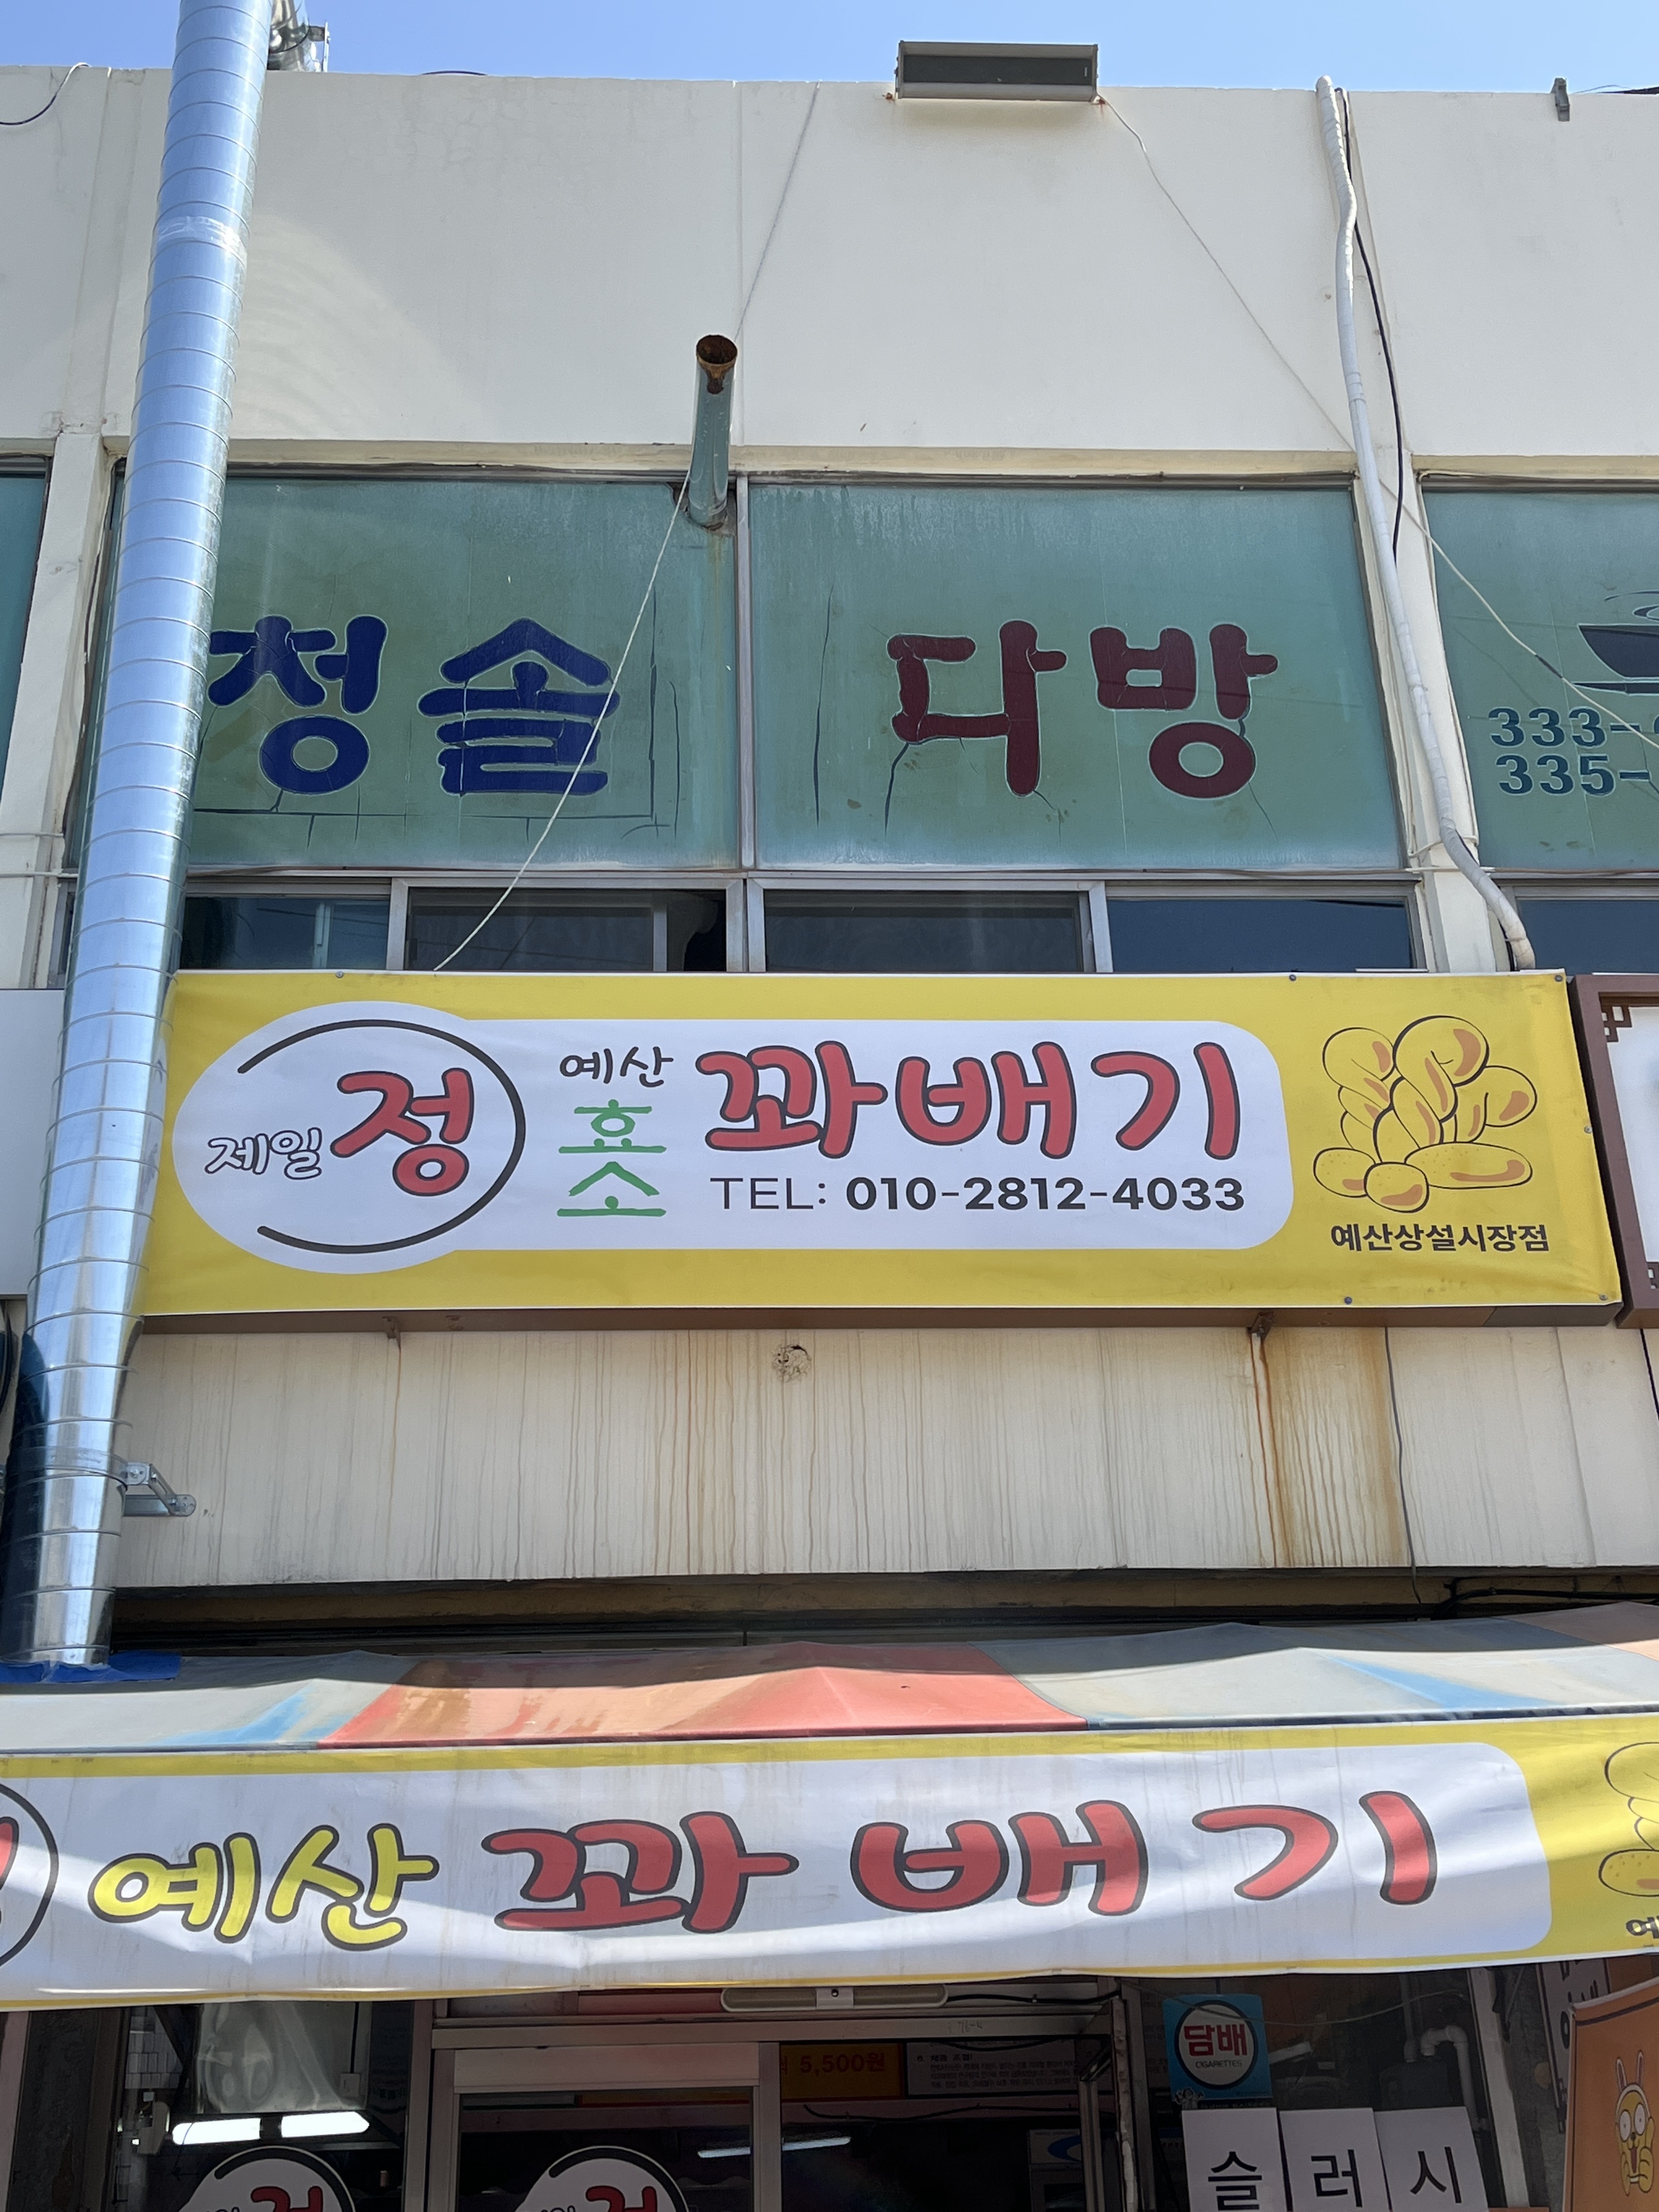 청솔 다방
333-
335-
제일 정
예산
효소
꽈배기
TEL: 010-2812-4033
예산상설시장점
예산 꽈배기
5,500원
담배
CIGARETTES
슬러시